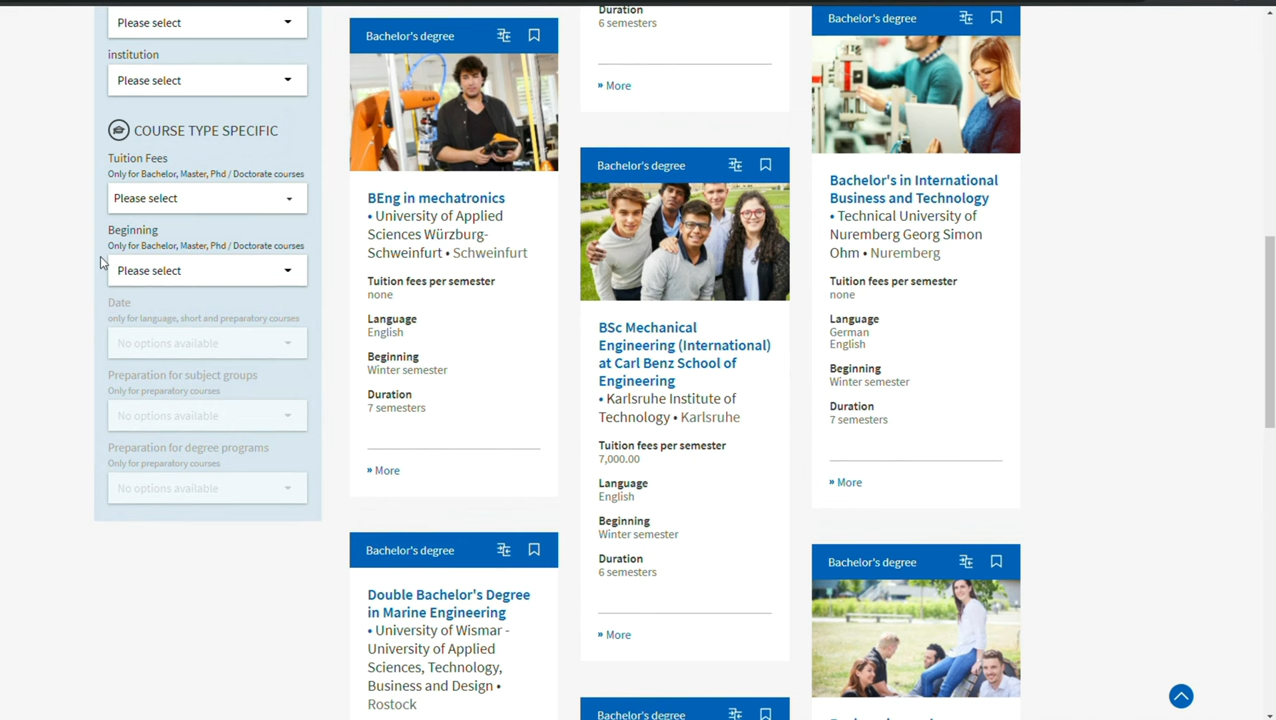 Please select
institution
Please select
COURSE TYPE SPECIFIC
Tuition Fees
Only for Bachelor, Master, Phd / Doctorate courses
Please select
Beginning
Only for Bachelor, Master, Phd / Doctorate courses
Please select
Date
only for language, short and preparatory courses
No options available
Preparation for subject groups
Only for preparatory courses
No options available
Preparation for degree programs
Only for preparatory courses
No options available
Bachelor's degree
BEng in mechatronics
• University of Applied
Sciences Würzburg-
Schweinfurt • Schweinfurt
Tuition fees per semester
none
Language
English
Beginning
Winter semester
Duration
7 semesters
» More
Bachelor's degree
Double Bachelor's Degree
in Marine Engineering
• University of Wismar -
University of Applied
Sciences, Technology,
Business and Design •
Rostock
Duration
6 semesters
» More
Bachelor's degree
BSc Mechanical
Engineering (International)
at Carl Benz School of
Engineering
• Karlsruhe Institute of
Technology • Karlsruhe
Tuition fees per semester
7,000.00
Language
English
Beginning
Winter semester
Duration
6 semesters
» More
Bachelor's degree
Bachelor's degree
Bachelor's in International
Business and Technology
• Technical University of
Nuremberg Georg Simon
Ohm • Nuremberg
Tuition fees per semester
none
Language
German
English
Beginning
Winter semester
Duration
7 semesters
» More
Bachelor's degree